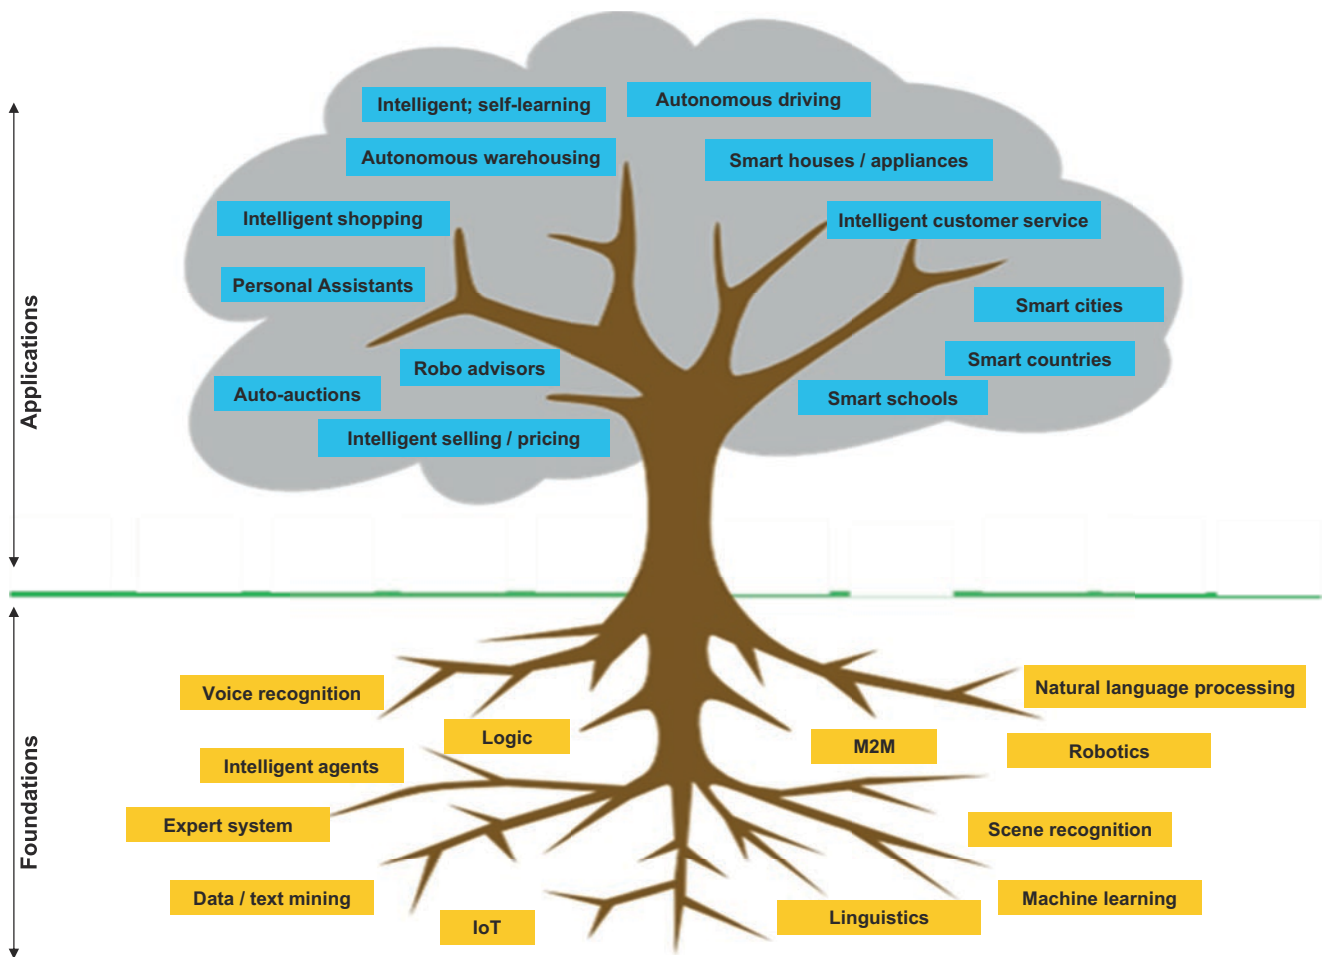 Intelligent; self-learning
Autonomous driving
Autonomous warehousing
Smart houses / appliances
Intelligent shopping
Intelligent customer service
Personal Assistants
Smart cities
Applications
Robo advisors
Smart countries
Auto-auctions
Smart schools
Intelligent selling / pricing
Voice recognition
Natural language processing
Logic
M2M
Robotics
Intelligent agents
Foundations
Expert system
Scene recognition
Data / text mining
Machine learning
IoT
Linguistics